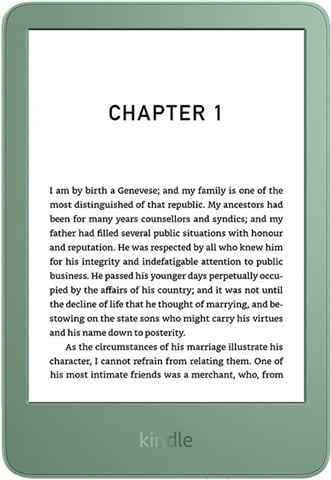 CHAPTER 1
I am by birth a Genevese; and my family is one of the
most distinguished of that republic. My ancestors had
been for many years counsellors and syndics; and my
father had filled several public situations with honour
and reputation. He was respected by all who knew him
for his integrity and indefatigable attention to public
business. He passed his younger days perpetually occu-
pied by the affairs of his country; and it was not until
the decline of life that he thought of marrying, and be-
stowing on the state sons who might carry his virtues
and his name down to posterity.
As the circumstances of his marriage illustrate his
character, I cannot refrain from relating them. One of
his most intimate friends was a merchant, who, from
kindle